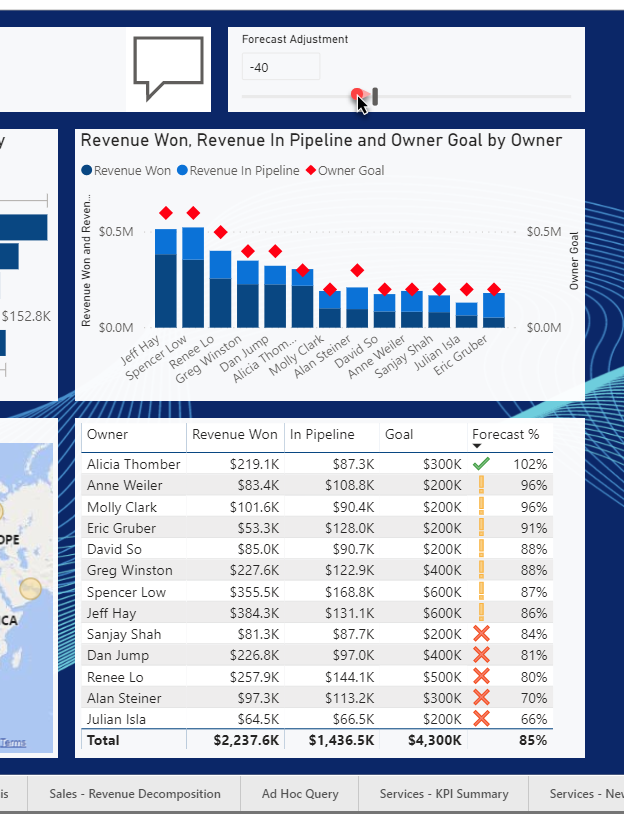 Forecast Adjustment
-40
y
$152.8K
Revenue Won, Revenue In Pipeline and Owner Goal by Owner
Revenue Won Revenue In Pipeline Owner Goal
Revenue Won and Reven...
$0.5M
$0.0M
$0.5M
$0.0M
Owner Goal
Jeff Hay
Spencer Low
Renee Lo
Greg Winston
Dan Jump
Alicia Thom...
Molly Clark
Alan Steiner
David So
Anne Weiler
Sanjay Shah
Julian Isla
Eric Gruber
OPE
CA
Terms
Owner Revenue Won In Pipeline Goal Forecast %
Alicia Thomber $219.1K $87.3K $300K 102%
Anne Weiler $83.4K $108.8K $200K 96%
Molly Clark $101.6K $90.4K $200K 96%
Eric Gruber $53.3K $128.0K $200K 91%
David So $85.0K $90.7K $200K 88%
Greg Winston $227.6K $122.9K $400K 88%
Spencer Low $355.5K $168.8K $600K 87%
Jeff Hay $384.3K $131.1K $600K 86%
Sanjay Shah $81.3K $87.7K $200K 84%
Dan Jump $226.8K $97.0K $400K 81%
Renee Lo $257.9K $144.1K $500K 80%
Alan Steiner $97.3K $113.2K $300K 70%
Julian Isla $64.5K $66.5K $200K 66%
Total $2,237.6K $1,436.5K $4,300K 85%
is Sales - Revenue Decomposition Ad Hoc Query Services - KPI Summary Services - Nev